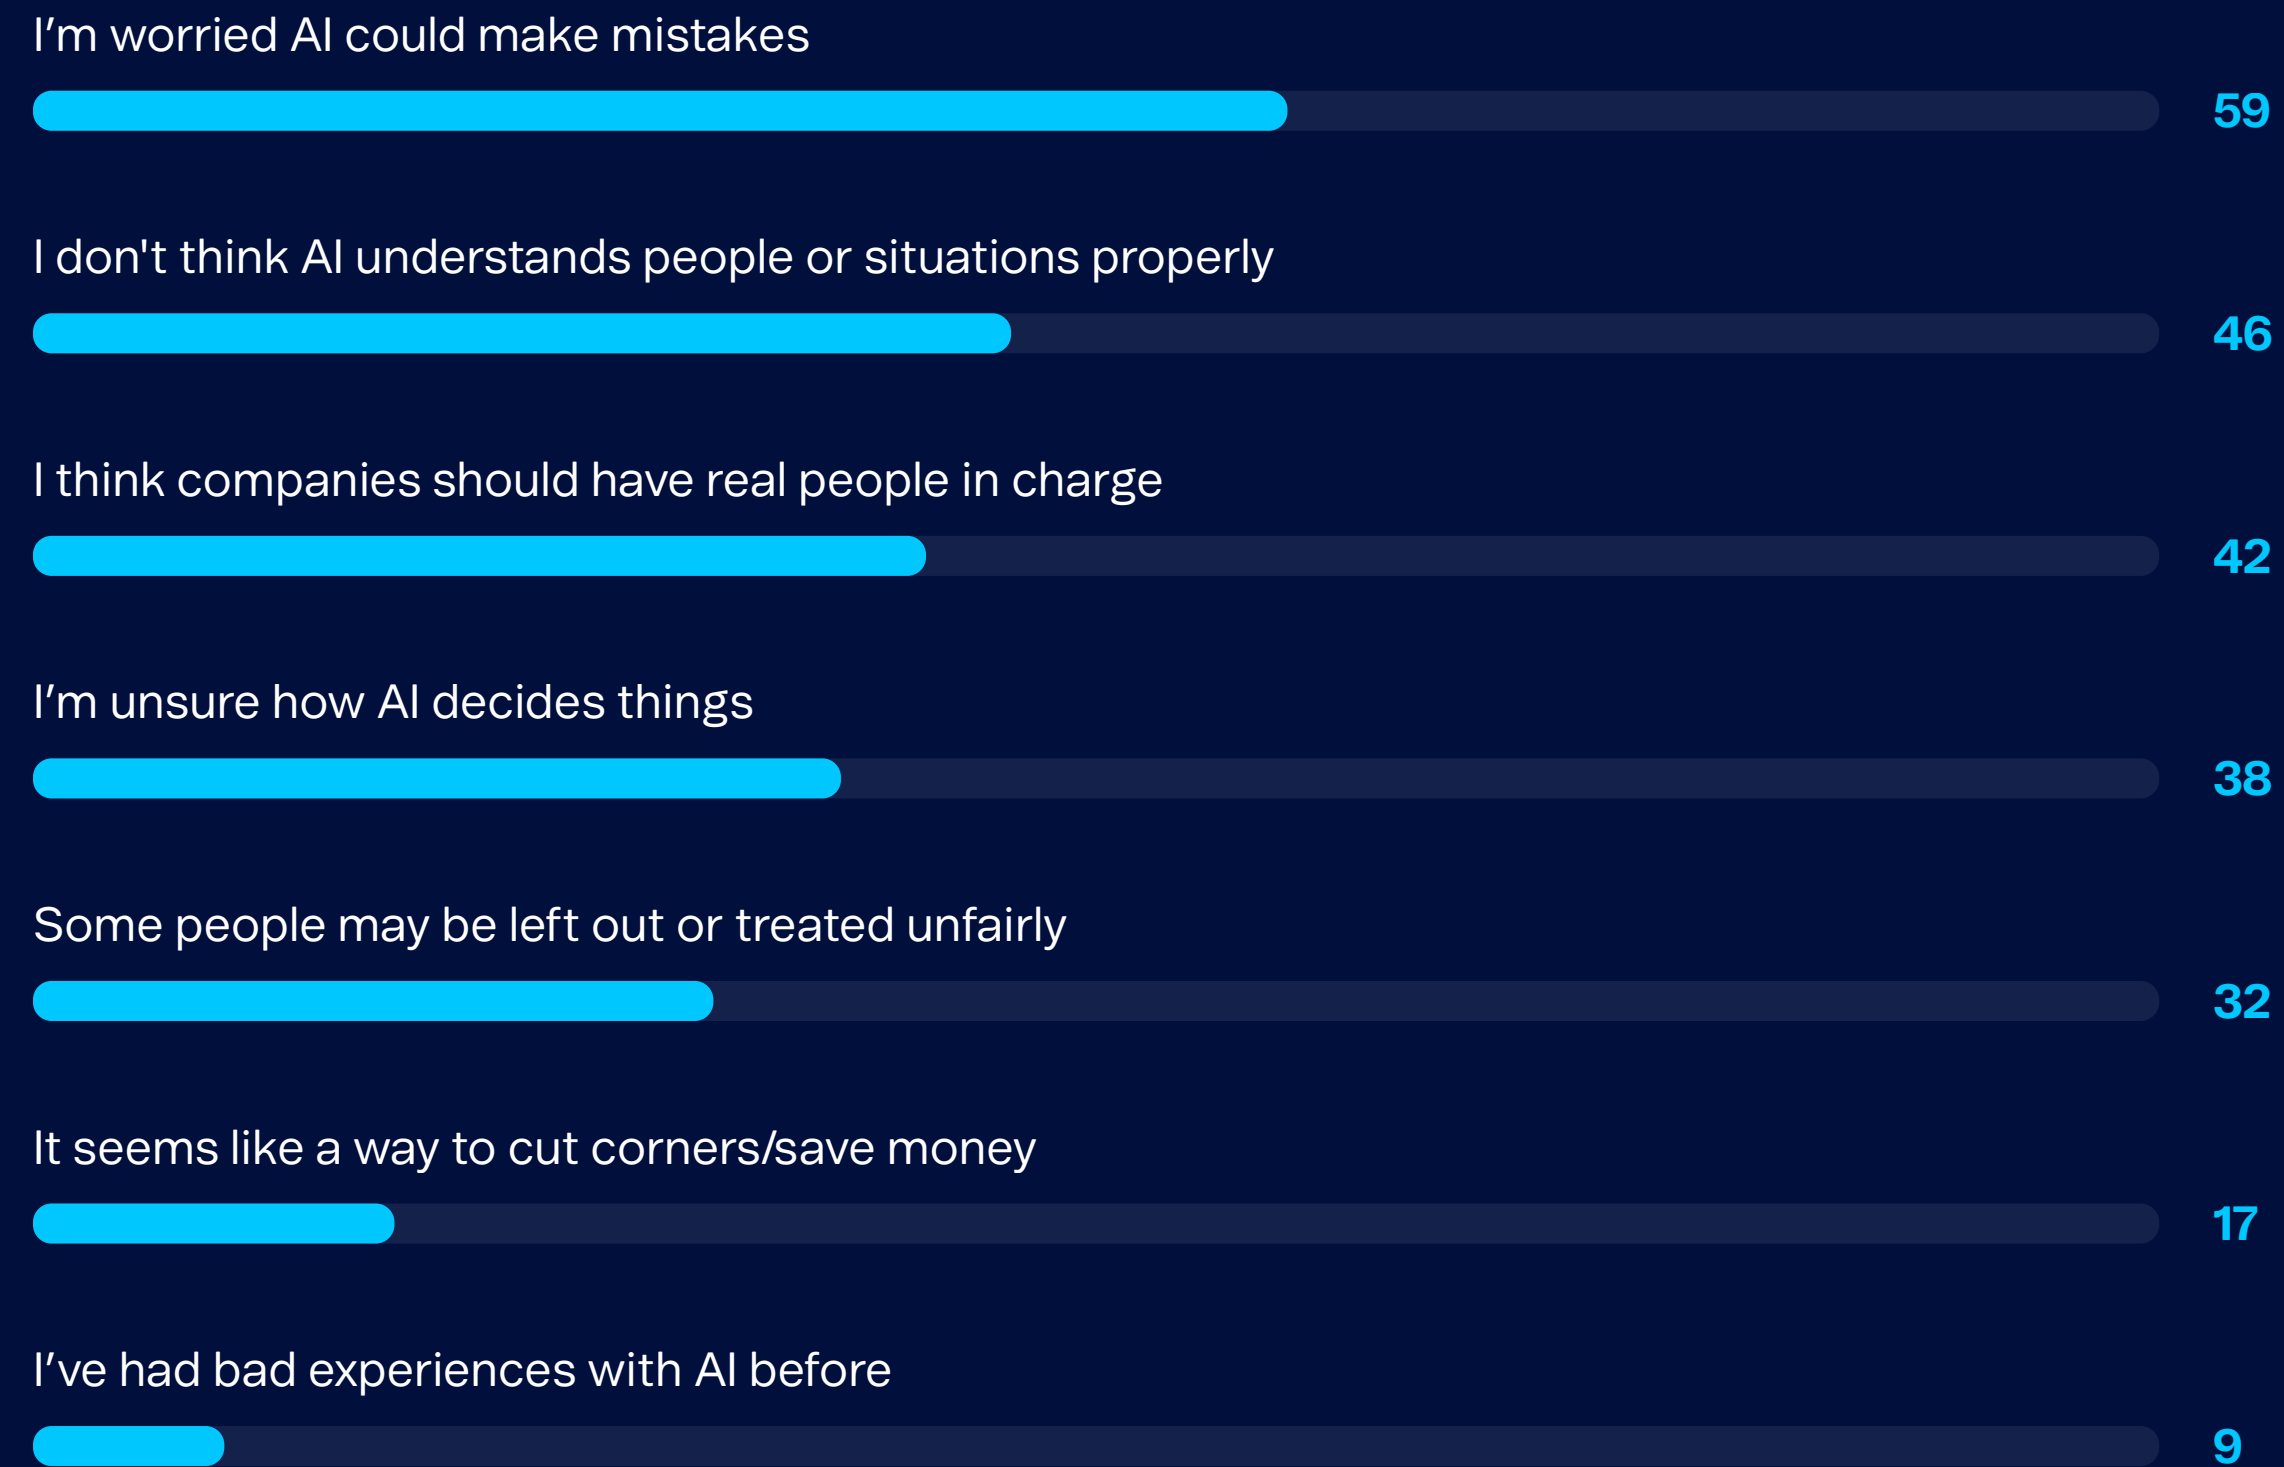 I’m worried AI could make mistakes
59
I don't think AI understands people or situations properly
46
I think companies should have real people in charge
42
I’m unsure how AI decides things
38
Some people may be left out or treated unfairly
32
It seems like a way to cut corners/save money
17
I’ve had bad experiences with AI before
9